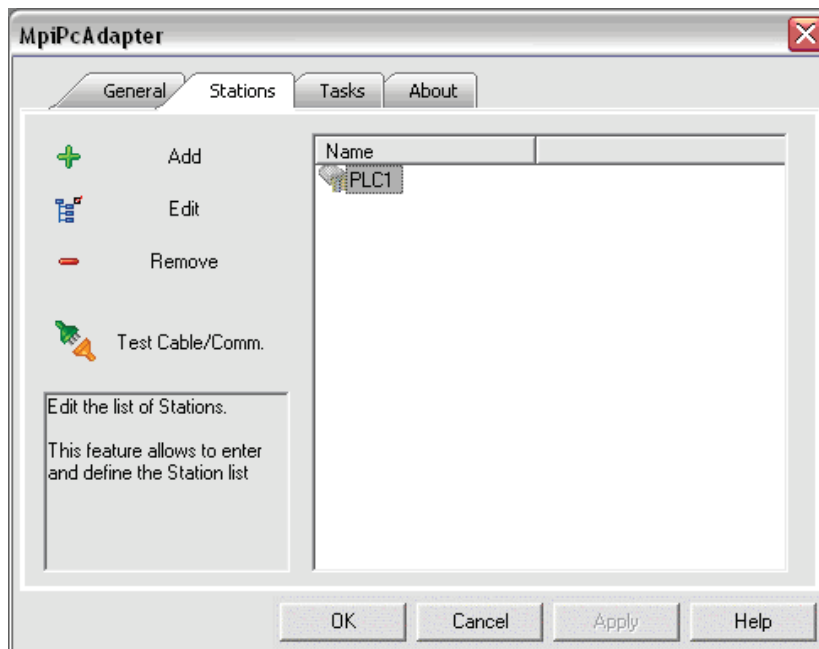 MpiPcAdapter
General Stations Tasks About
Add
Edit
Remove
Test Cable/Comm.
Edit the list of Stations.
This feature allows to enter
and define the Station list
Name
PLC1
OK Cancel Apply Help